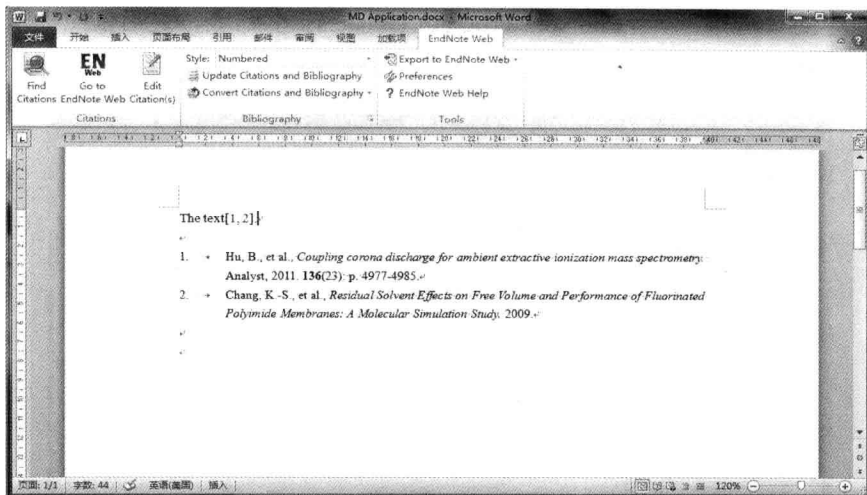 MD Application.docx - Microsoft Word
文件 开始 插入 页面布局 引用 邮件 审阅 视图 加载项 EndNote Web
EN Web
Find Citations
Go to EndNote Web
Edit Citation(s)
Style: Numbered
Update Citations and Bibliography
Convert Citations and Bibliography
Export to EndNote Web
Preferences
EndNote Web Help
Citations Bibliography Tools
The text[1, 2].
1. Hu, B., et al., Coupling corona discharge for ambient extractive ionization mass spectrometry.
Analyst, 2011. 136(23): p. 4977-4985.
2. Chang, K.-S., et al., Residual Solvent Effects on Free Volume and Performance of Fluorinated
Polyimide Membranes: A Molecular Simulation Study. 2009.
页面: 1/1 字数: 44 英语(美国) 插入 120%